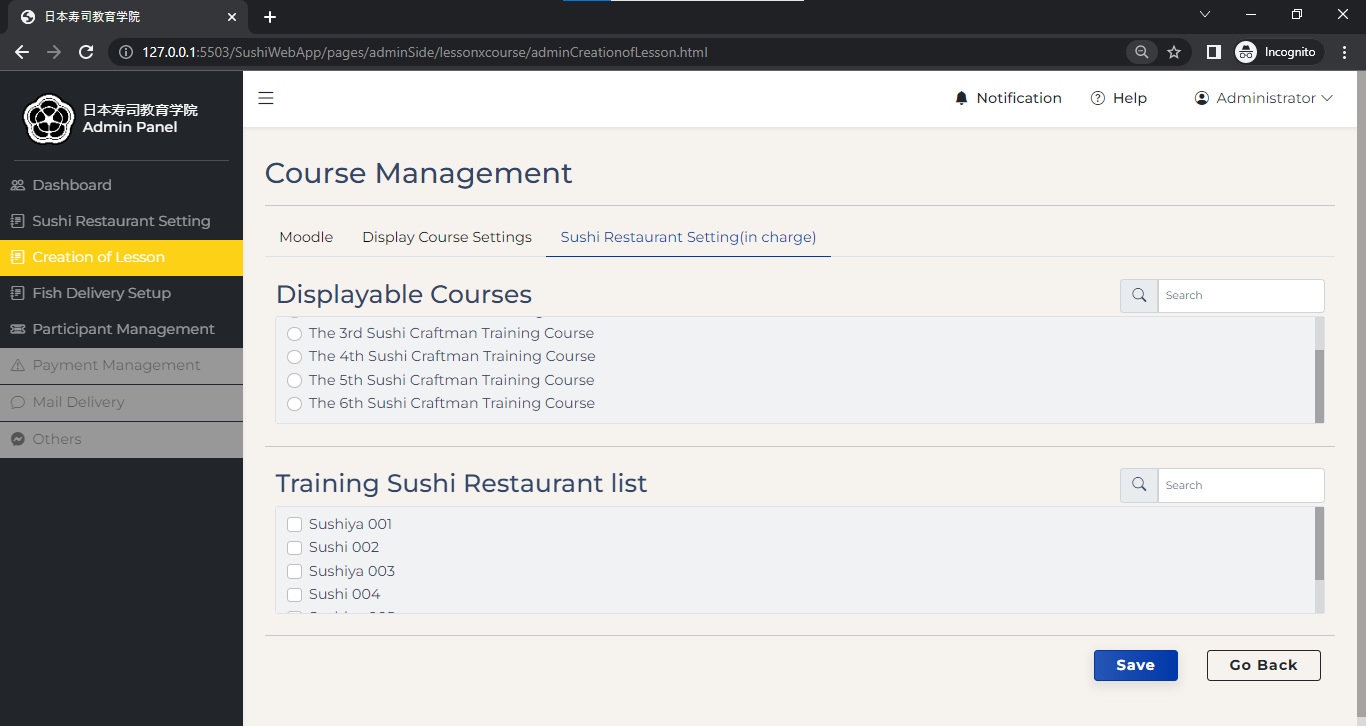 日本寿司教育学院
127.0.0.1:5503/SushiWebApp/pages/adminSide/lessonxcourse/adminCreationofLesson.html
Incognito
日本寿司教育学院
Admin Panel
Notification
Help
Administrator
Dashboard
Sushi Restaurant Setting
Creation of Lesson
Fish Delivery Setup
Participant Management
Payment Management
Mail Delivery
Others
Course Management
Moodle
Display Course Settings
Sushi Restaurant Setting(in charge)
Displayable Courses
Search
The 3rd Sushi Craftman Training Course
The 4th Sushi Craftman Training Course
The 5th Sushi Craftman Training Course
The 6th Sushi Craftman Training Course
Training Sushi Restaurant list
Search
Sushiya 001
Sushi 002
Sushiya 003
Sushi 004
Save
Go Back